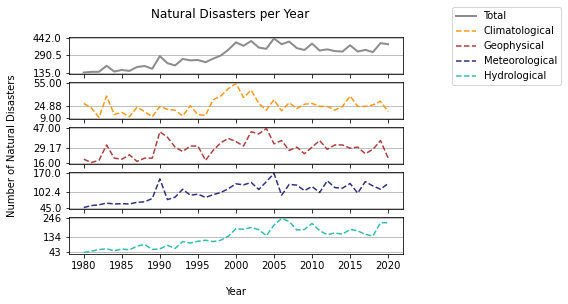 Natural Disasters per Year
Total
Climatological
Geophysical
Meteorological
Hydrological
Number of Natural Disasters
442.0
290.5
135.0
55.00
24.88
9.00
47.00
29.17
16.00
170.0
102.4
45.0
246
134
43
1980 1985 1990 1995 2000 2005 2010 2015 2020
Year